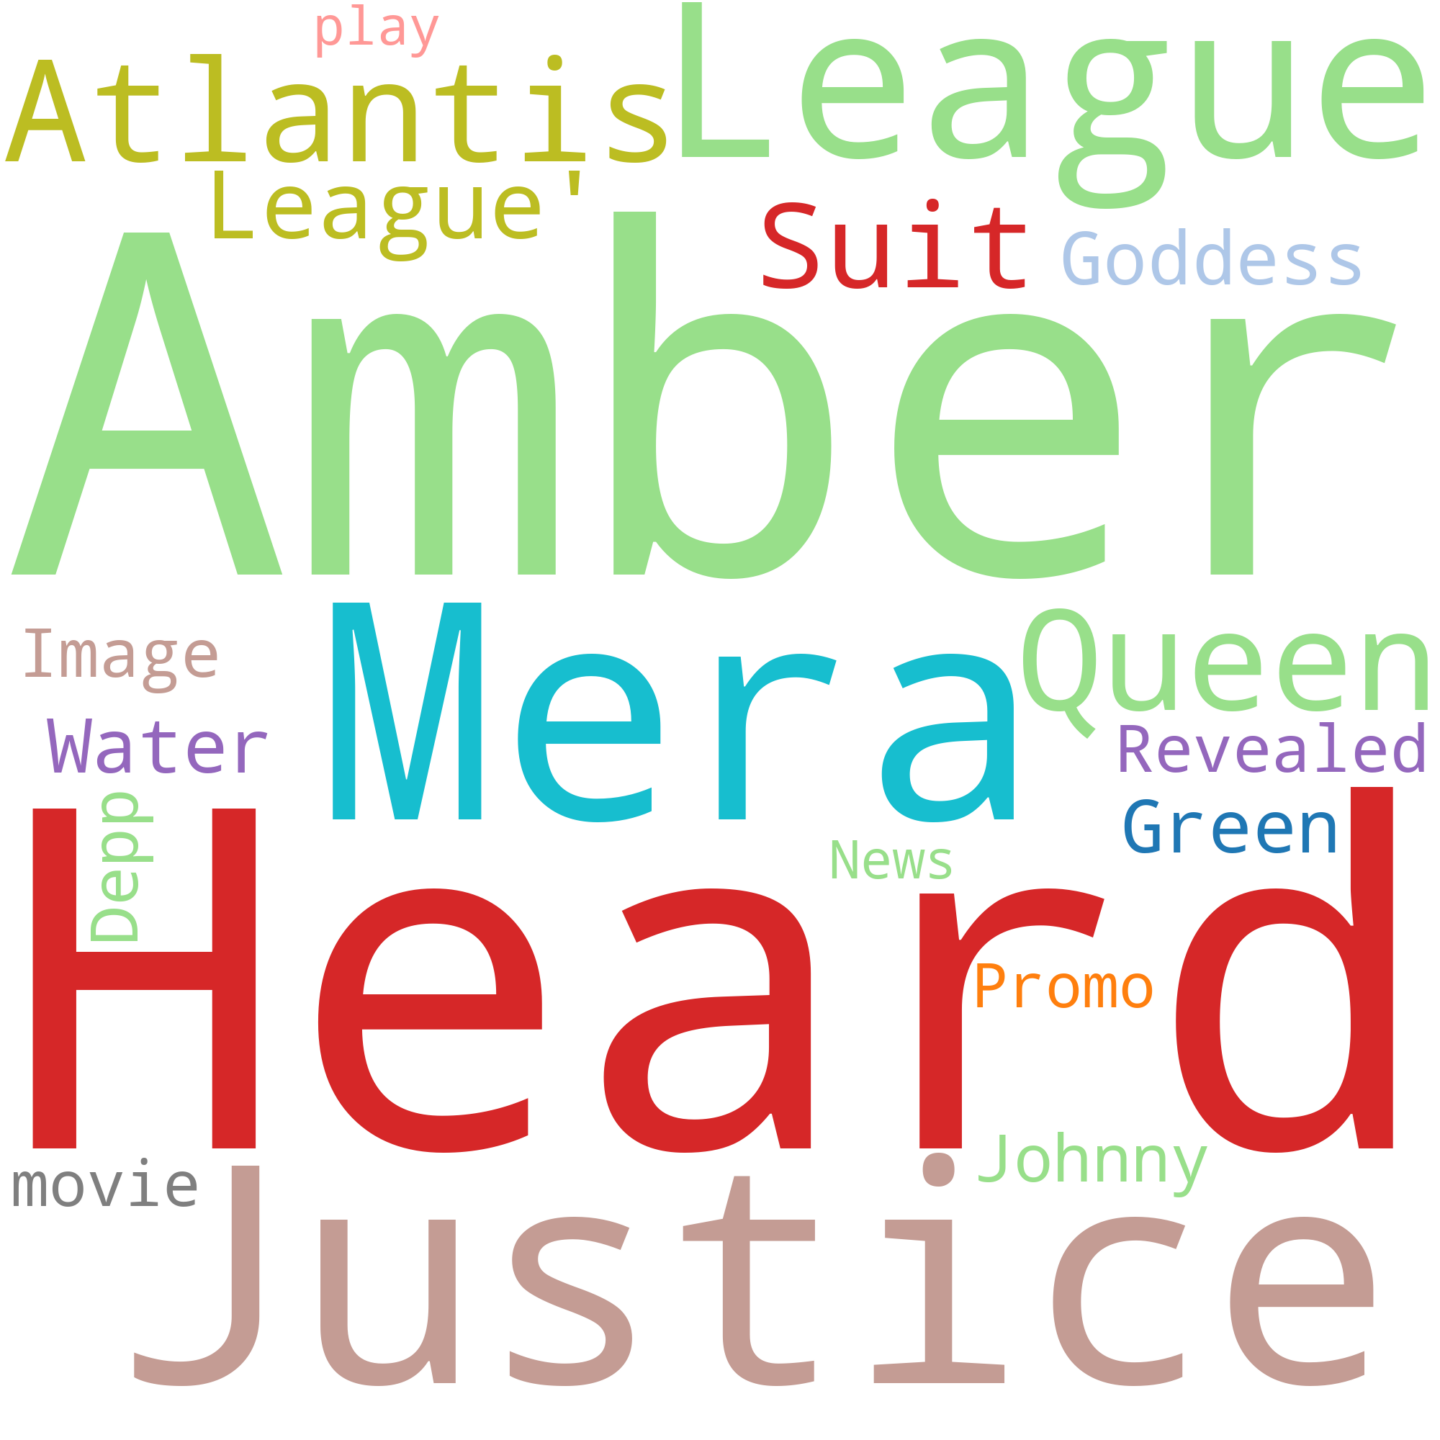 play
League
Atlantis
League'
Suit
Goddess
Amber
Mera
Queen
Image
Water
Revealed
Depp
Green
News
Heard
Promo
Johnny
movie
Justice